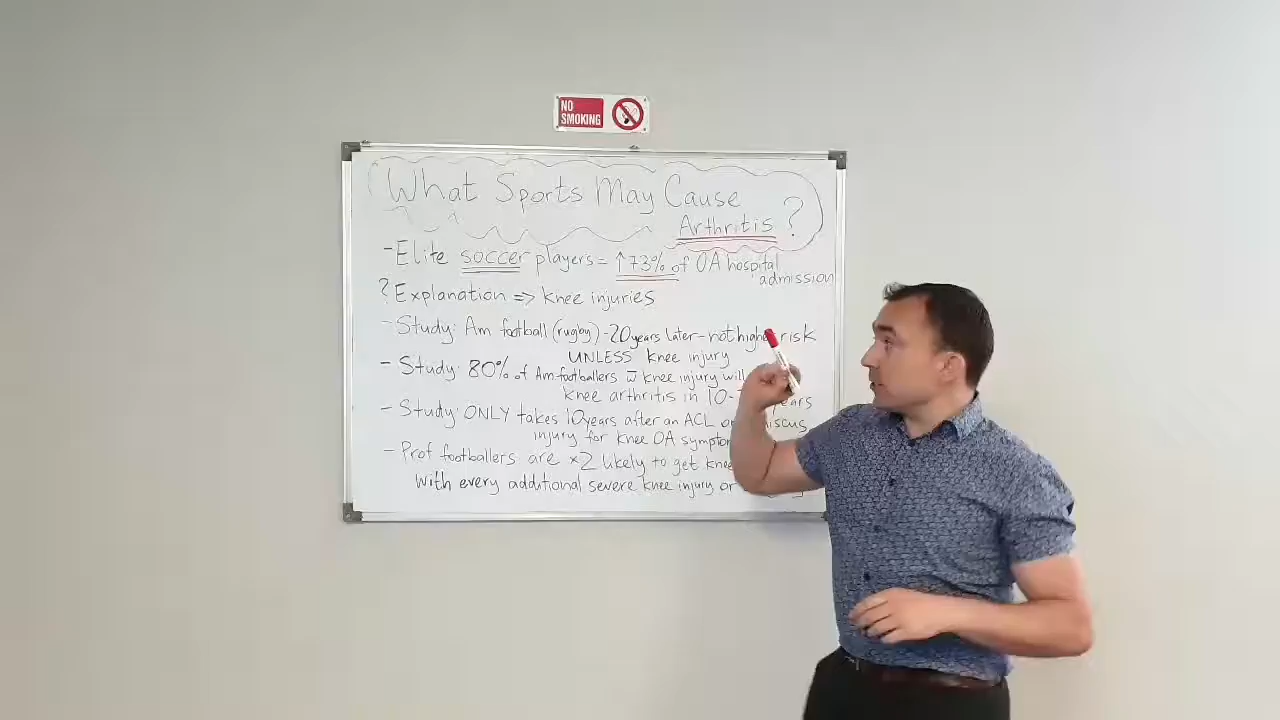 NO
SMOKING
What Sports May Cause
Arthritis ?
- Elite soccer players = ↑73% of OA hospital
admission
? Explanation => knee injuries
- Study: Am football (rugby) - 20 years later - not higher risk
UNLESS knee injury
- Study: 80% of Am footballers w̄ knee injury will
knee arthritis in 10- years
- Study: ONLY takes 10 years after an ACL or
injury for knee OA
- Prof footballers are ×2 likely to get knee
with every additional severe knee injury or